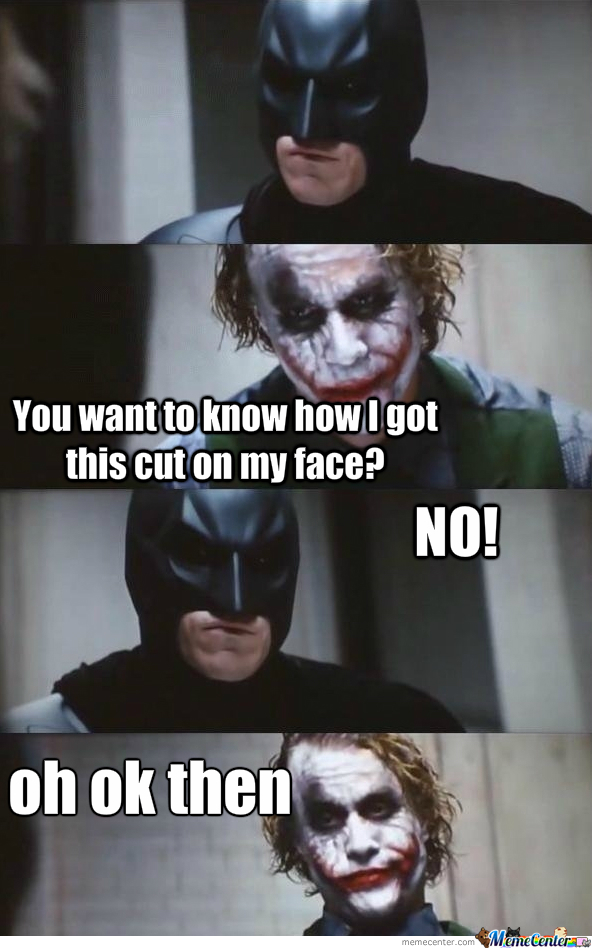 You want to know how I got
this cut on my face?
NO!
oh ok then
memecenter.com MemeCenter